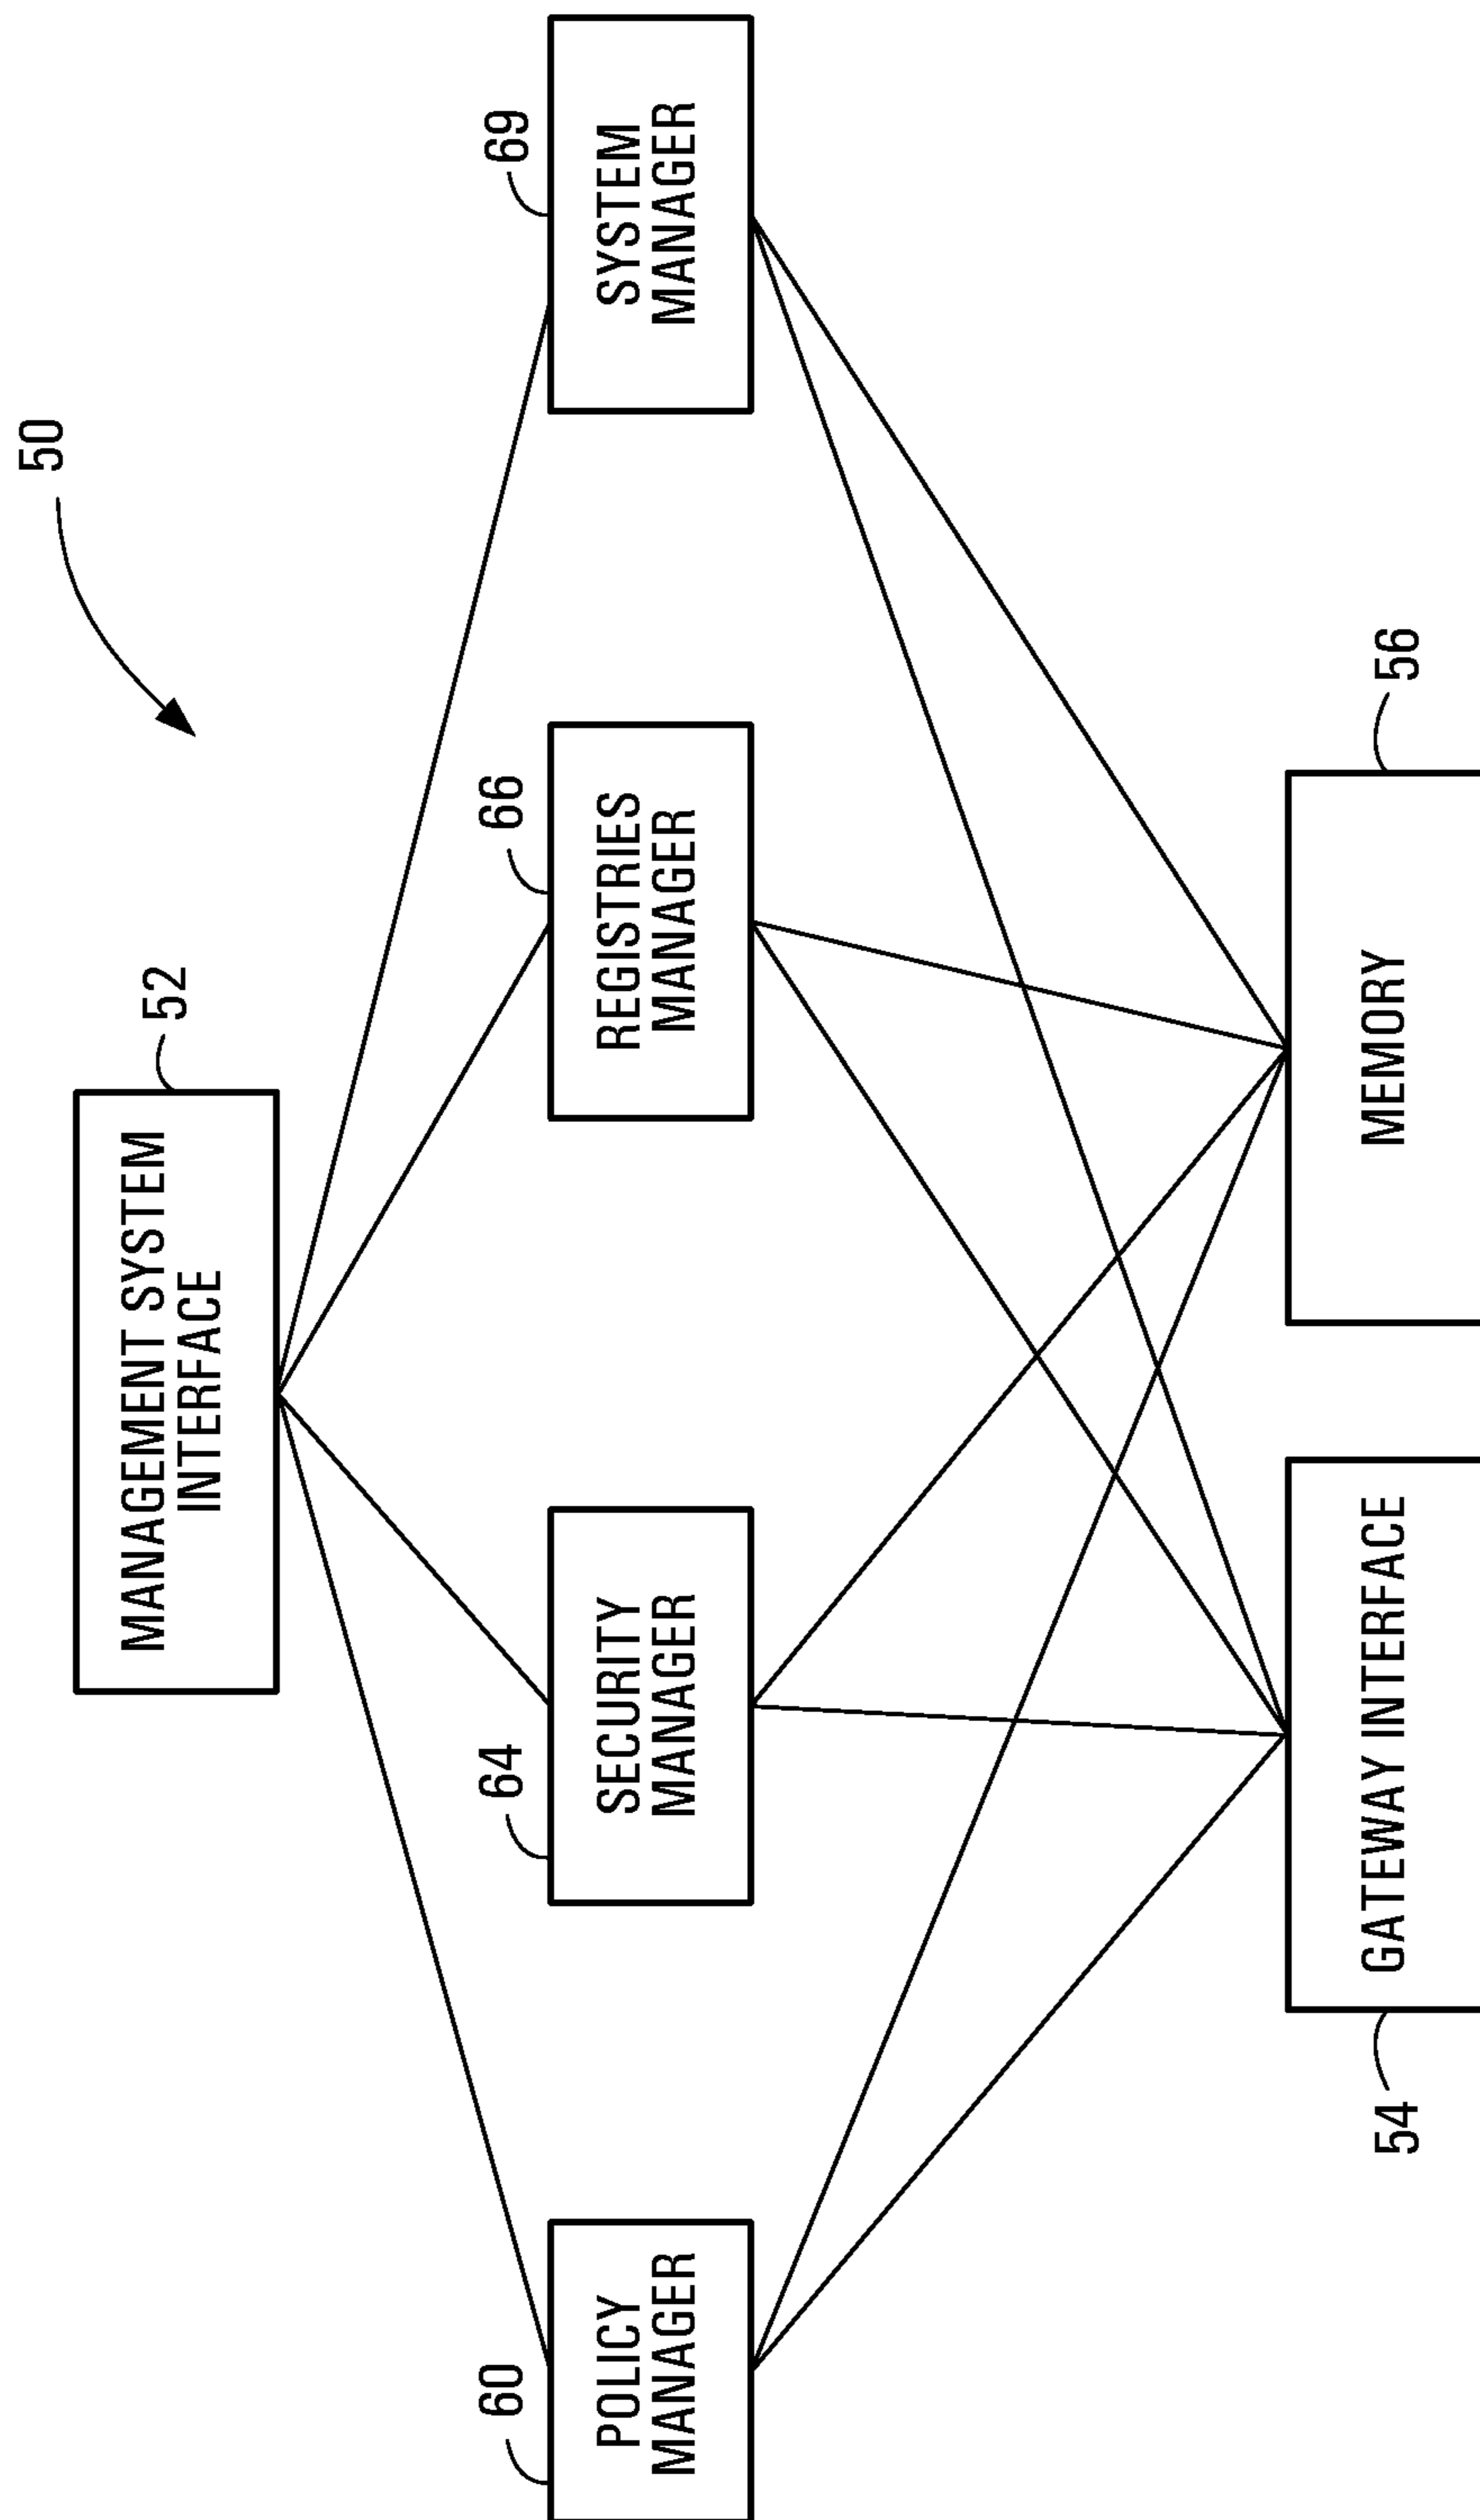 50
MANAGEMENT SYSTEM
INTERFACE
52
60
POLICY
MANAGER
64
SECURITY
MANAGER
66
REGISTRIES
MANAGER
69
SYSTEM
MANAGER
54
GATEWAY INTERFACE
MEMORY
56